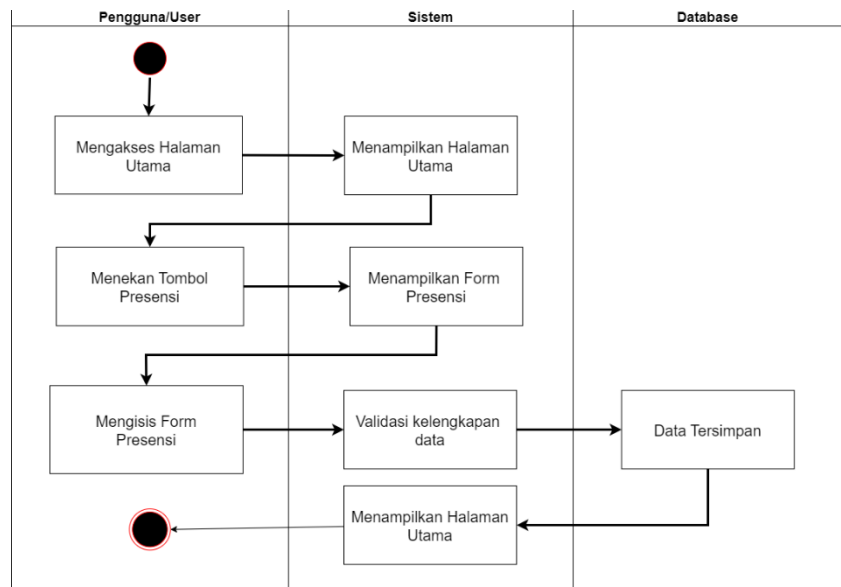 Pengguna/User
Sistem
Database
Mengakses Halaman
Utama
Menampilkan Halaman
Utama
Menekan Tombol
Presensi
Menampilkan Form
Presensi
Mengisis Form
Presensi
Validasi kelengkapan
data
Data Tersimpan
Menampilkan Halaman
Utama